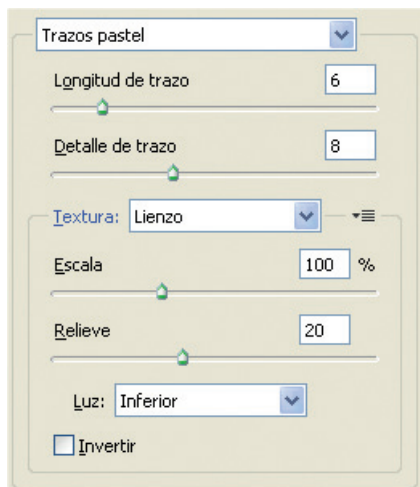 Trazos pastel
Longitud de trazo 6
Detalle de trazo 8
Textura: Lienzo
Escala 100 %
Relieve 20
Luz: Inferior
Invertir